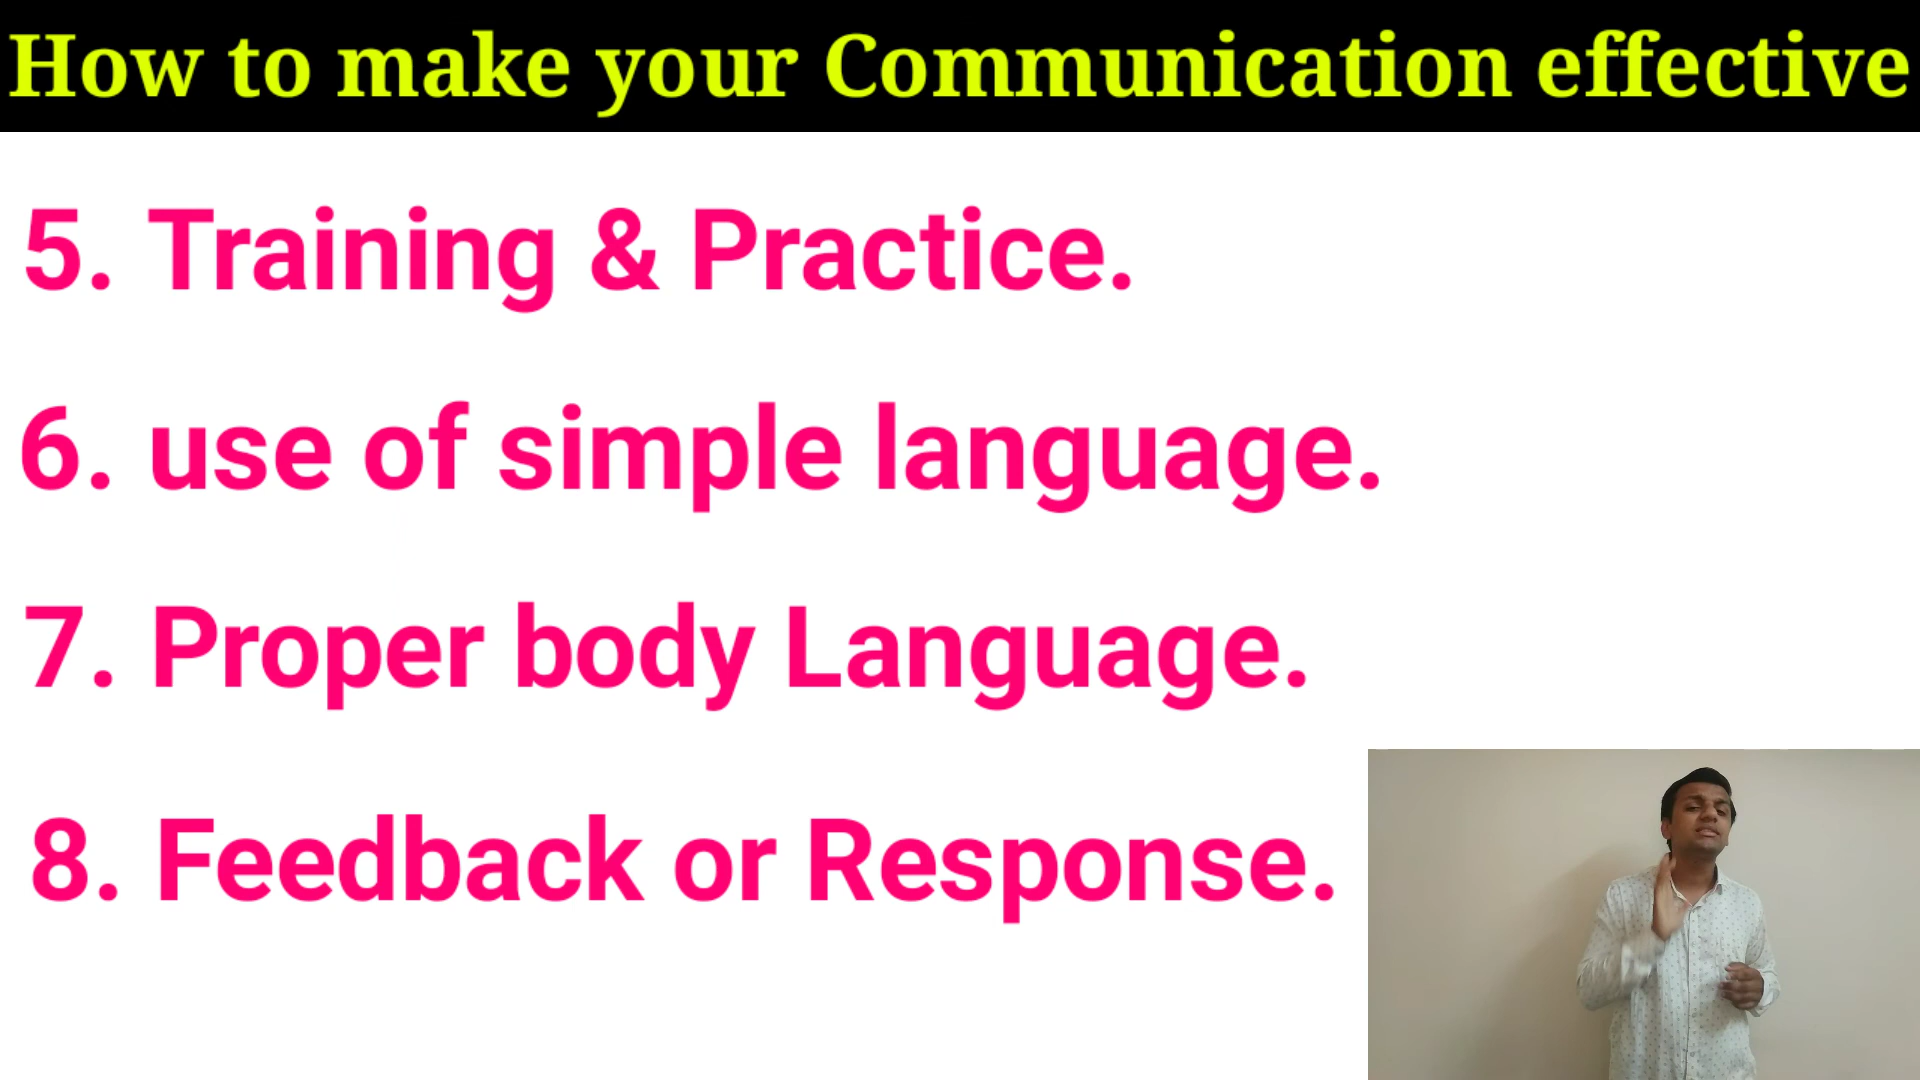 How to make your Communication effective
5. Training & Practice.
6. use of simple language.
7. Proper body Language.
8. Feedback or Response.